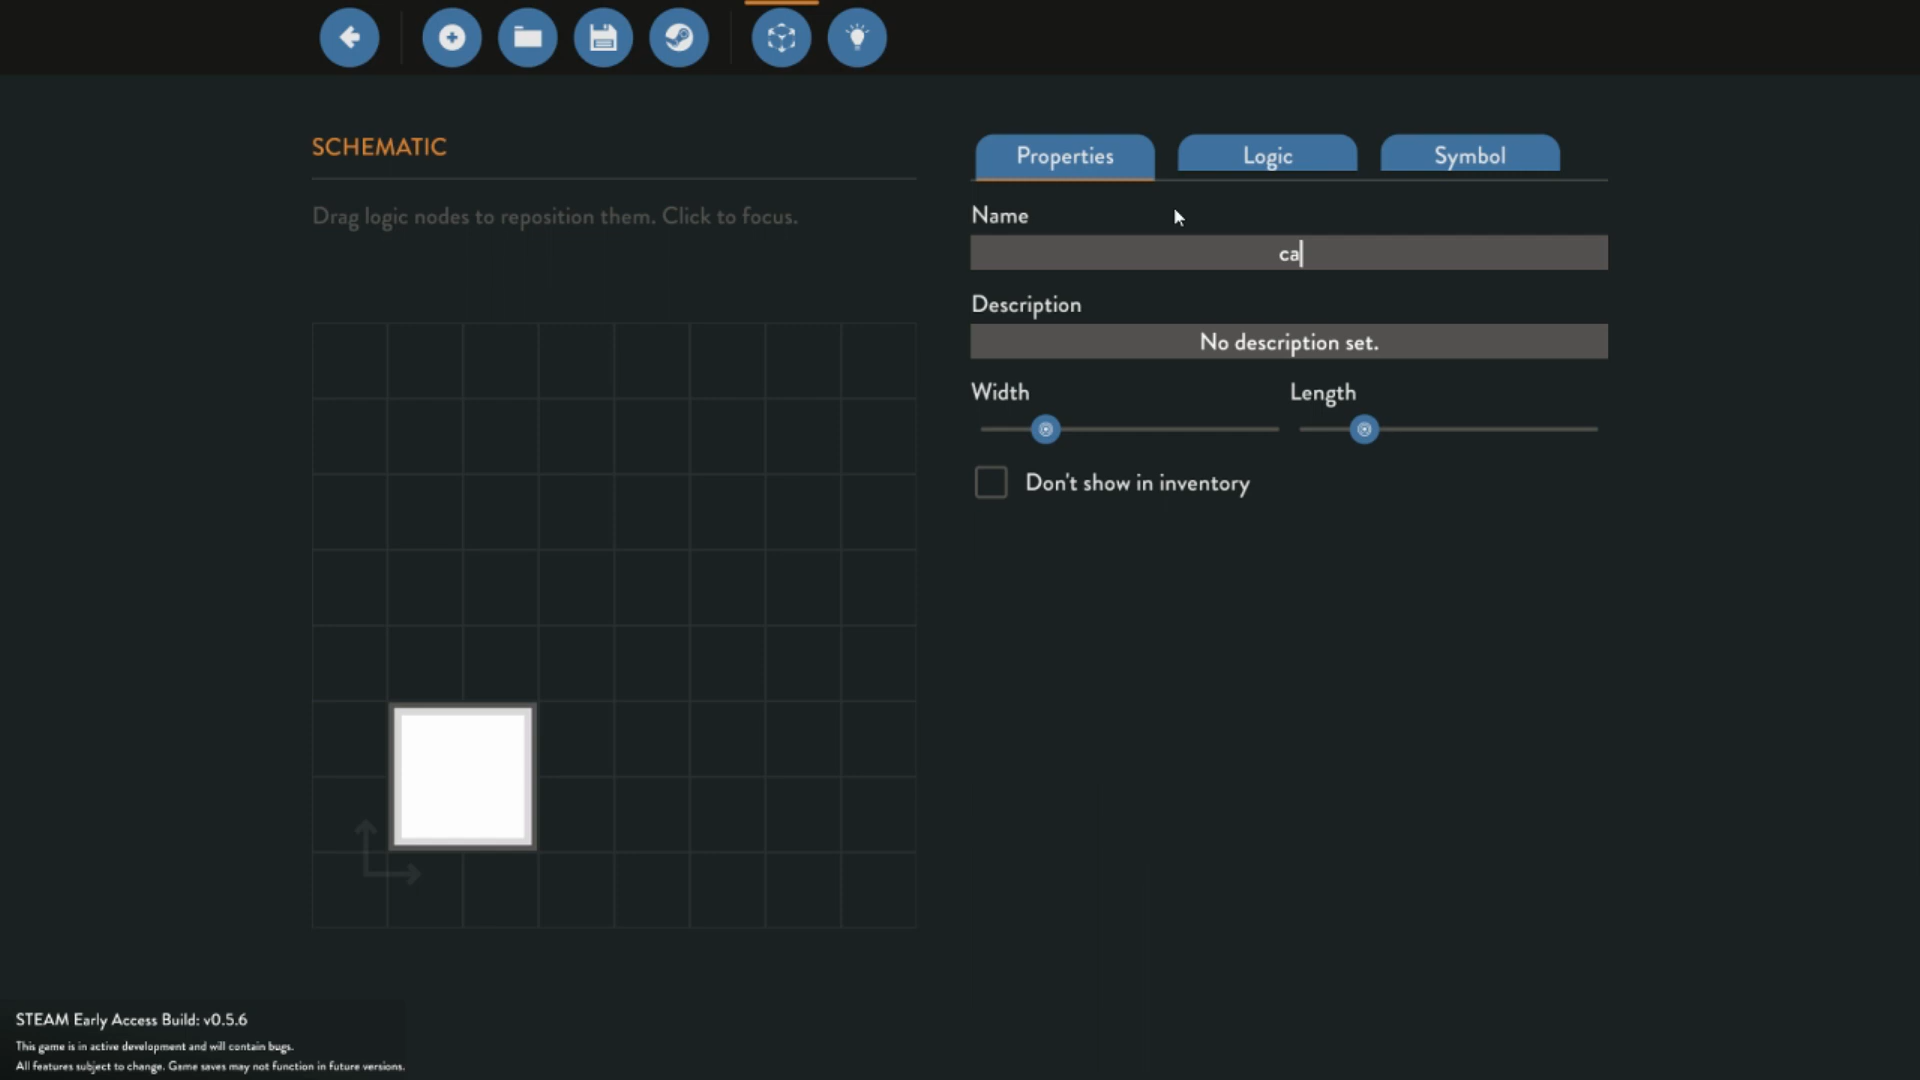 SCHEMATIC
Drag logic nodes to reposition them. Click to focus.
Properties
Logic
Symbol
Name
ca
Description
No description set.
Width
Length
Don't show in inventory
STEAM Early Access Build: v0.5.6
This game is in active development and will contain bugs.
All features subject to change. Game saves may not function in future versions.